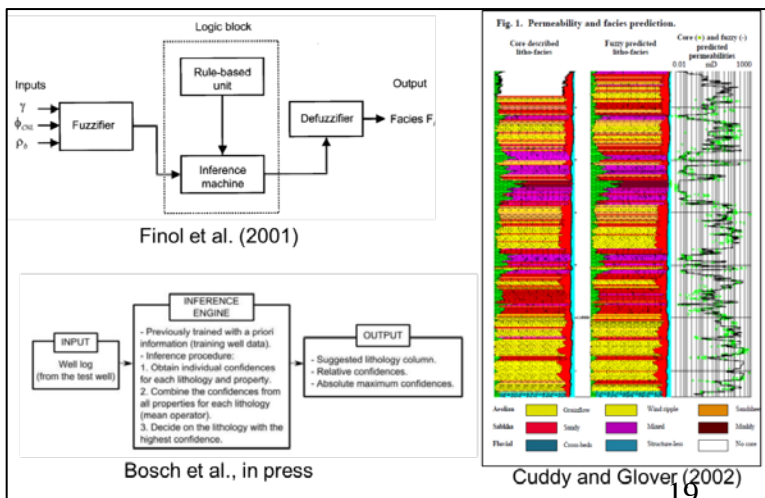 Logic block
Inputs
γ
ϕCNL
ρb
Fuzzifier
Rule-based
unit
Inference
machine
Defuzzifier
Output
Facies Fi
Finol et al. (2001)
INPUT
Well log
(from the test well)
INFERENCE
ENGINE
- Previously trained with a priori
information (training well data).
- Inference procedure:
1. Obtain individual confidences
for each lithology and property.
2. Combine the confidences from
all properties for each lithology
(mean operator).
3. Decide on the lithology with the
highest confidence.
OUTPUT
- Suggested lithology column.
- Relative confidences.
- Absolute maximum confidences.
Bosch et al., in press
Fig. 1. Permeability and facies prediction.
Core described
litho-facies
Fuzzy predicted
litho-facies
Core (+) and fuzzy (-)
predicted
permeabilities
0.01 mD 1000
Aeolian Grainflow Wind ripple Sandsheet
Sabkha Sandy Mixed Muddy
Fluvial Cross-beds Structure-less No core
Cuddy and Glover (2002)
19